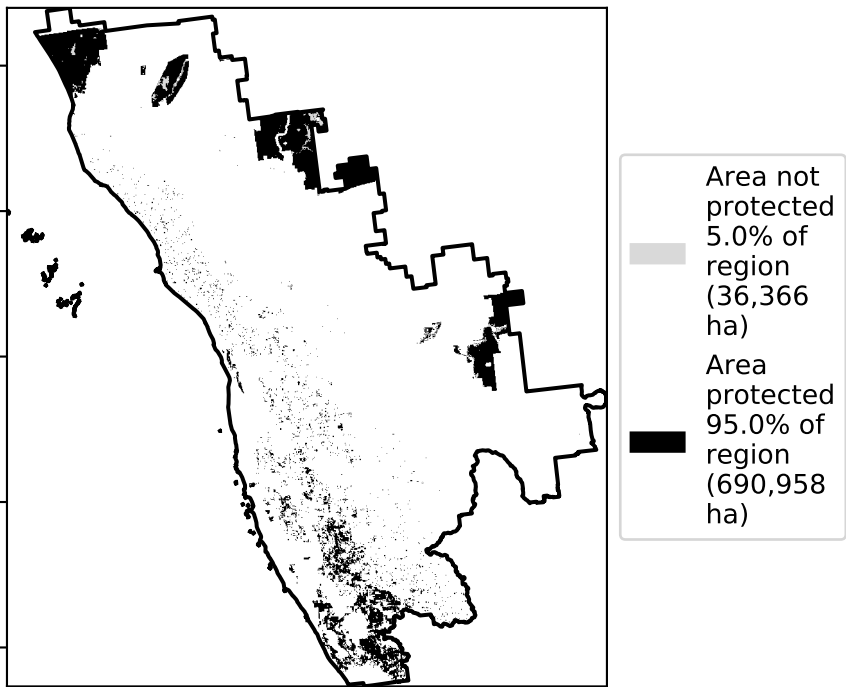 Area not
protected
5.0% of
region
(36,366
ha)
Area
protected
95.0% of
region
(690,958
ha)